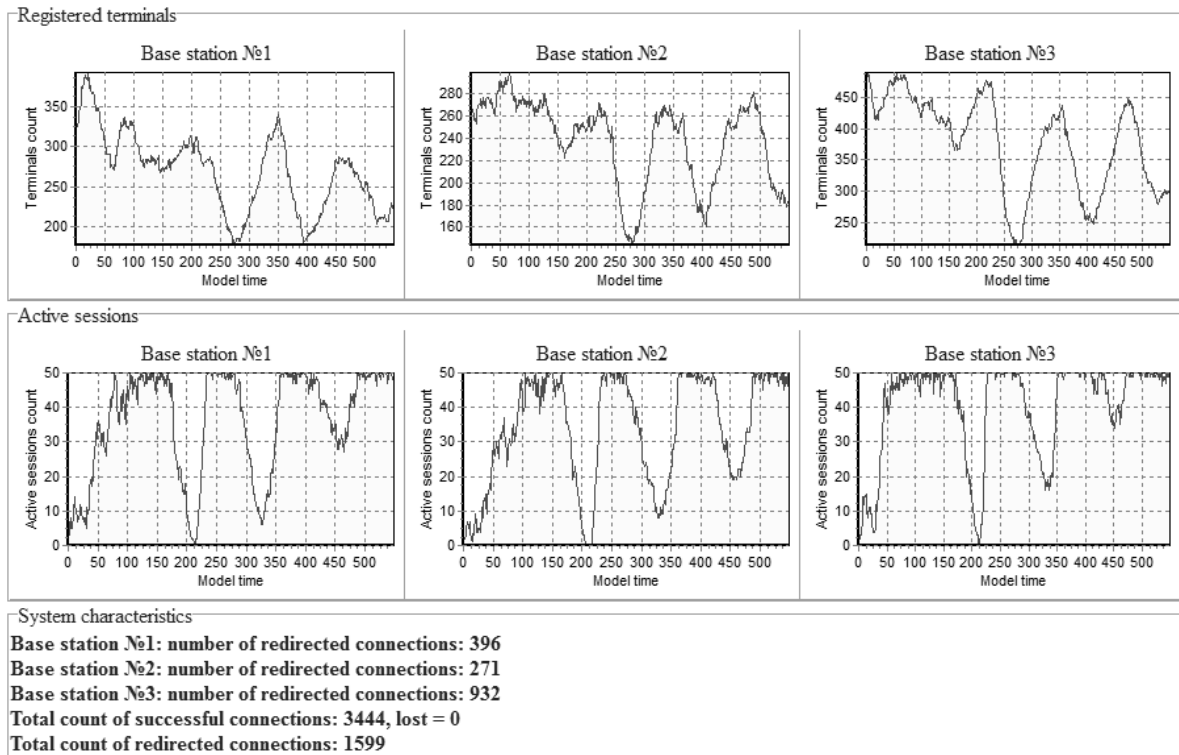 Registered terminals
Base station №1
Base station №2
Base station №3
Terminals count
350
300
250
200
0 50 100 150 200 250 300 350 400 450 500
Model time
Terminals count
280
260
240
220
200
180
160
0 50 100 150 200 250 300 350 400 450 500
Model time
Terminals count
450
400
350
300
250
0 50 100 150 200 250 300 350 400 450 500
Model time
Active sessions
Base station №1
Base station №2
Base station №3
Active sessions count
50
40
30
20
10
0
0 50 100 150 200 250 300 350 400 450 500
Model time
Active sessions count
50
40
30
20
10
0
0 50 100 150 200 250 300 350 400 450 500
Model time
Active sessions count
50
40
30
20
10
0
0 50 100 150 200 250 300 350 400 450 500
Model time
System characteristics
Base station №1: number of redirected connections: 396
Base station №2: number of redirected connections: 271
Base station №3: number of redirected connections: 932
Total count of successful connections: 3444, lost = 0
Total count of redirected connections: 1599